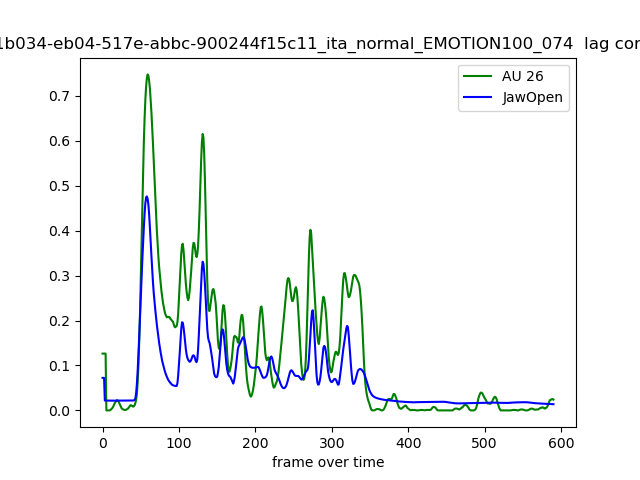 1b034-eb04-517e-abbc-900244f15c11_ita_normal_EMOTION100_074 lag cor
AU 26
JawOpen
0.7
0.6
0.5
0.4
0.3
0.2
0.1
0.0
0 100 200 300 400 500 600
frame over time